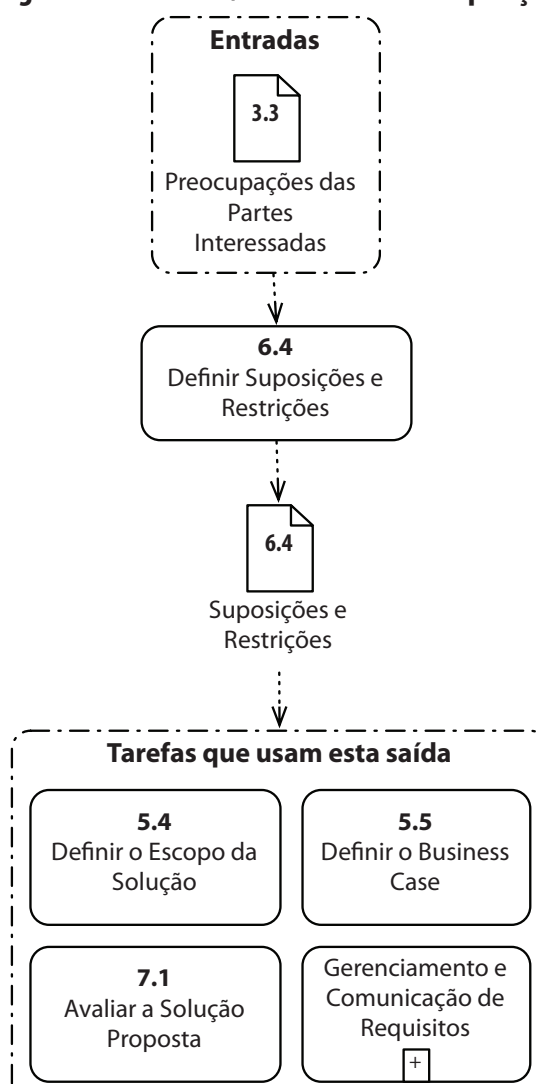 Entradas
3.3
Preocupações das
Partes
Interessadas
6.4
Definir Suposições e
Restrições
6.4
Suposições e
Restrições
Tarefas que usam esta saída
5.4
Definir o Escopo da
Solução
5.5
Definir o Business
Case
7.1
Avaliar a Solução
Proposta
Gerenciamento e
Comunicação de
Requisitos
+